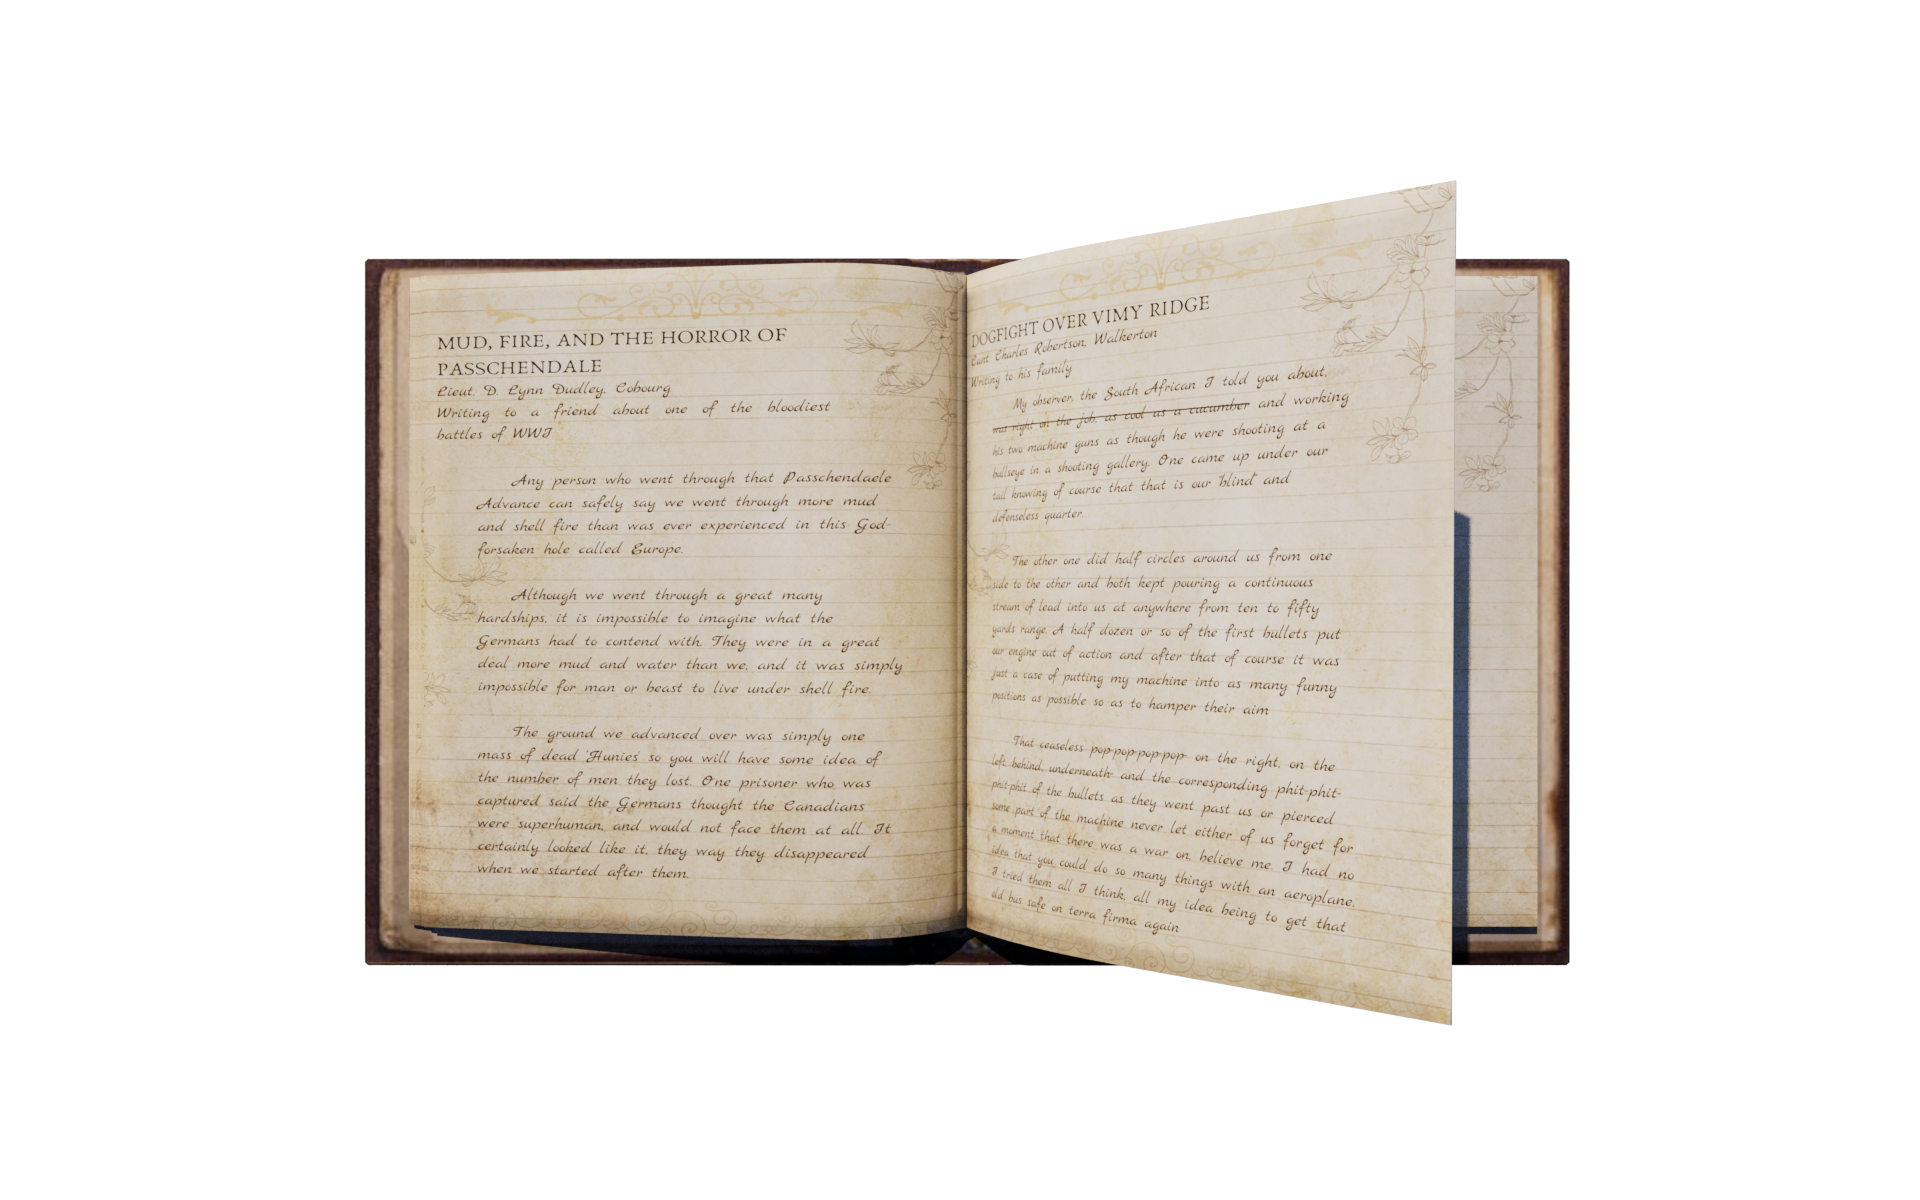 MUD, FIRE, AND THE HORROR OF
PASSCHENDALE
Lieut. D. Lynn Dudley, Cobourg
Writing to a friend about one of the bloodiest
battles of WWI
Any person who went through that Passchendaele
Advance can safely say we went through more mud
and shell fire than was ever experienced in this God-
forsaken hole called Europe.
Although we went through a great many
hardships, it is impossible to imagine what the
Germans had to contend with. They were in a great
deal more mud and water than we, and it was simply
impossible for man or beast to live under shell fire.
The ground we advanced over was simply one
mass of dead 'Hunies' so you will have some idea of
the number of men they lost. One prisoner who was
captured said the Germans thought the Canadians
were superhuman, and would not face them at all. It
certainly looked like it, they way they disappeared
when we started after them.
DOGFIGHT OVER VIMY RIDGE
Charles Robertson, Walkerton
Writing to his family
My observer, the South African I told you about,
was right on the job, as cool as a cucumber and working
his two machine guns as though he were shooting at a
bullseye in a shooting gallery. One came up under our
tail knowing of course that that is our "blind" and
defenseless quarter.
The other one did half circles around us from one
side to the other and both kept pouring a continuous
stream of lead into us at anywhere from ten to fifty
yards range. A half dozen or so of the first bullets put
our engine out of action and after that of course it was
just a case of putting my machine into as many funny
positions as possible so as to hamper their aim
That ceaseless pop-pop-pop-pop- on the right, on the
left, behind, underneath- and the corresponding phit-phit-
phit-phit of the bullets as they went past us or pierced
some part of the machine never let either of us forget for
a moment that there was a war on, believe me. I had no
idea that you could do so many things with an aeroplane.
I tried them all I think, all my idea being to get that
old bus safe on terra firma again